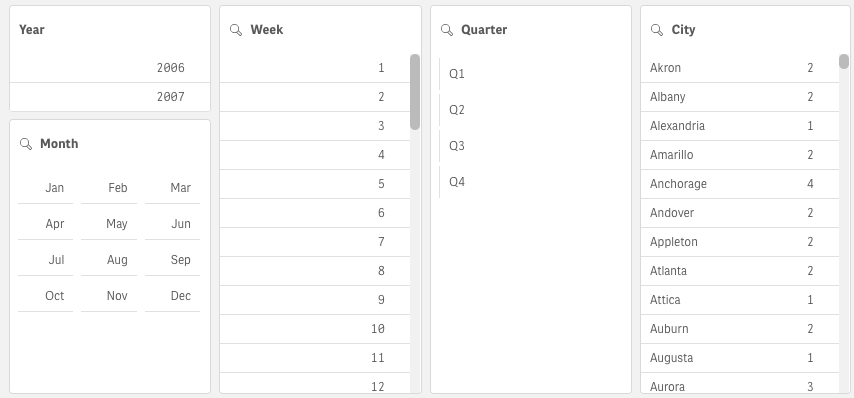 Year
2006
2007
Month
Jan Feb Mar
Apr May Jun
Jul Aug Sep
Oct Nov Dec
Week
1
2
3
4
5
6
7
8
9
10
11
12
Quarter
Q1
Q2
Q3
Q4
City
Akron 2
Albany 2
Alexandria 1
Amarillo 2
Anchorage 4
Andover 2
Appleton 2
Atlanta 2
Attica 1
Auburn 2
Augusta 1
Aurora 3